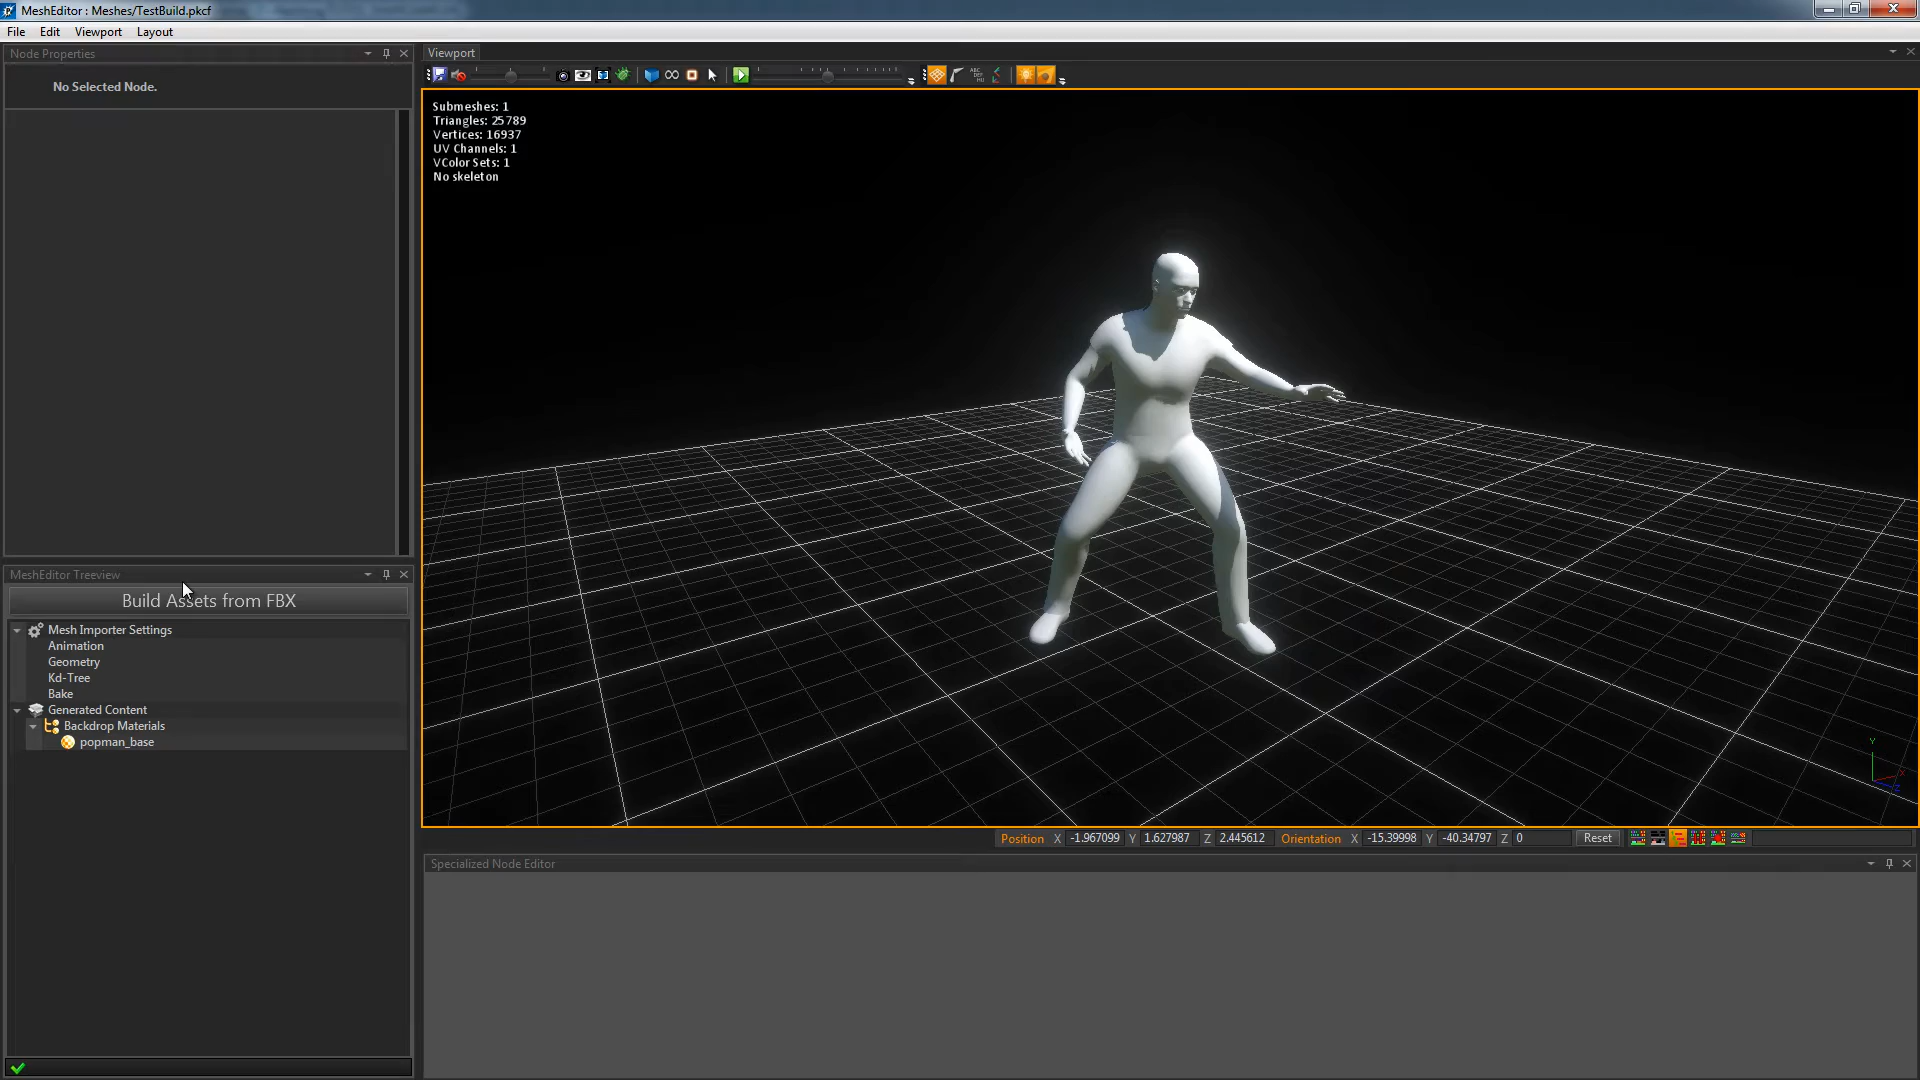 MeshEditor : Meshes/TestBuild.pkcf
File Edit Viewport Layout
Node Properties
No Selected Node.
Viewport
Submeshes: 1
Triangles: 25789
Vertices: 16937
UV Channels: 1
VColor Sets: 1
No skeleton
MeshEditor Treeview
Build Assets from FBX
Mesh Importer Settings
Animation
Geometry
Kd-Tree
Bake
Generated Content
Backdrop Materials
popman_base
Y
X
Z
Position X -1.967099 Y 1.627987 Z 2.445612 Orientation X -15.39998 Y -40.34797 Z 0 Reset
Specialized Node Editor